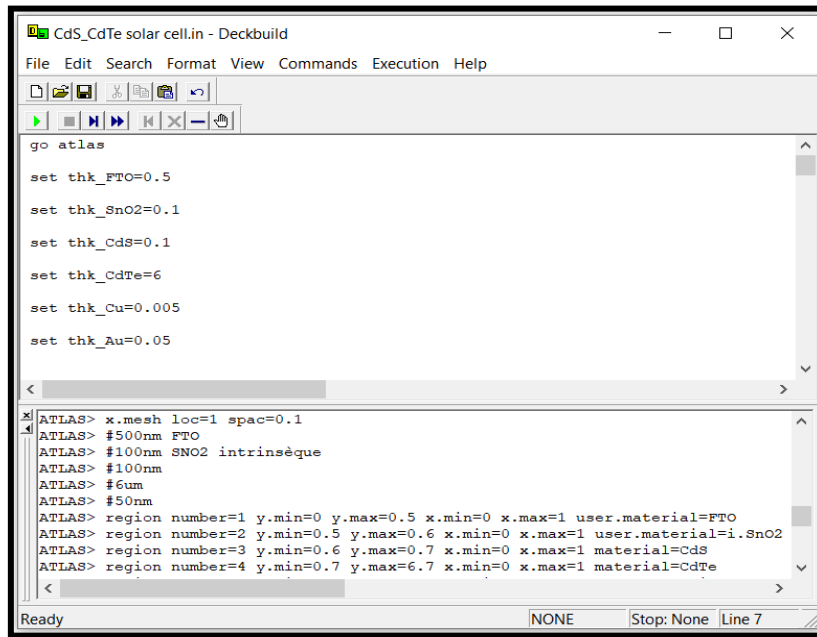 CdS_CdTe solar cell.in - Deckbuild
File Edit Search Format View Commands Execution Help
go atlas
set thk_FTO=0.5
set thk_SnO2=0.1
set thk_CdS=0.1
set thk_CdTe=6
set thk_Cu=0.005
set thk_Au=0.05
ATLAS> x.mesh loc=1 spac=0.1
ATLAS> #500nm FTO
ATLAS> #100nm SNO2 intrinsèque
ATLAS> #100nm
ATLAS> #6um
ATLAS> #50nm
ATLAS> region number=1 y.min=0 y.max=0.5 x.min=0 x.max=1 user.material=FTO
ATLAS> region number=2 y.min=0.5 y.max=0.6 x.min=0 x.max=1 user.material=i.SnO2
ATLAS> region number=3 y.min=0.6 y.max=0.7 x.min=0 x.max=1 material=CdS
ATLAS> region number=4 y.min=0.7 y.max=6.7 x.min=0 x.max=1 material=CdTe
Ready NONE Stop: None Line 7